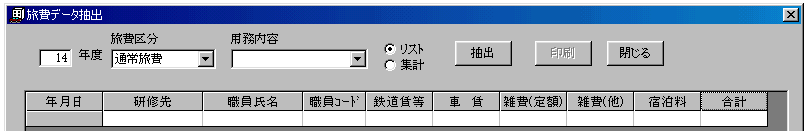 旅費データ抽出
旅費区分 用務内容
14 年度 通常旅費 リスト 集計 抽出 印刷 閉じる
年月日 研修先 職員氏名 職員コード 鉄道賃等 車賃 雑費(定額) 雑費(他) 宿泊料 合計